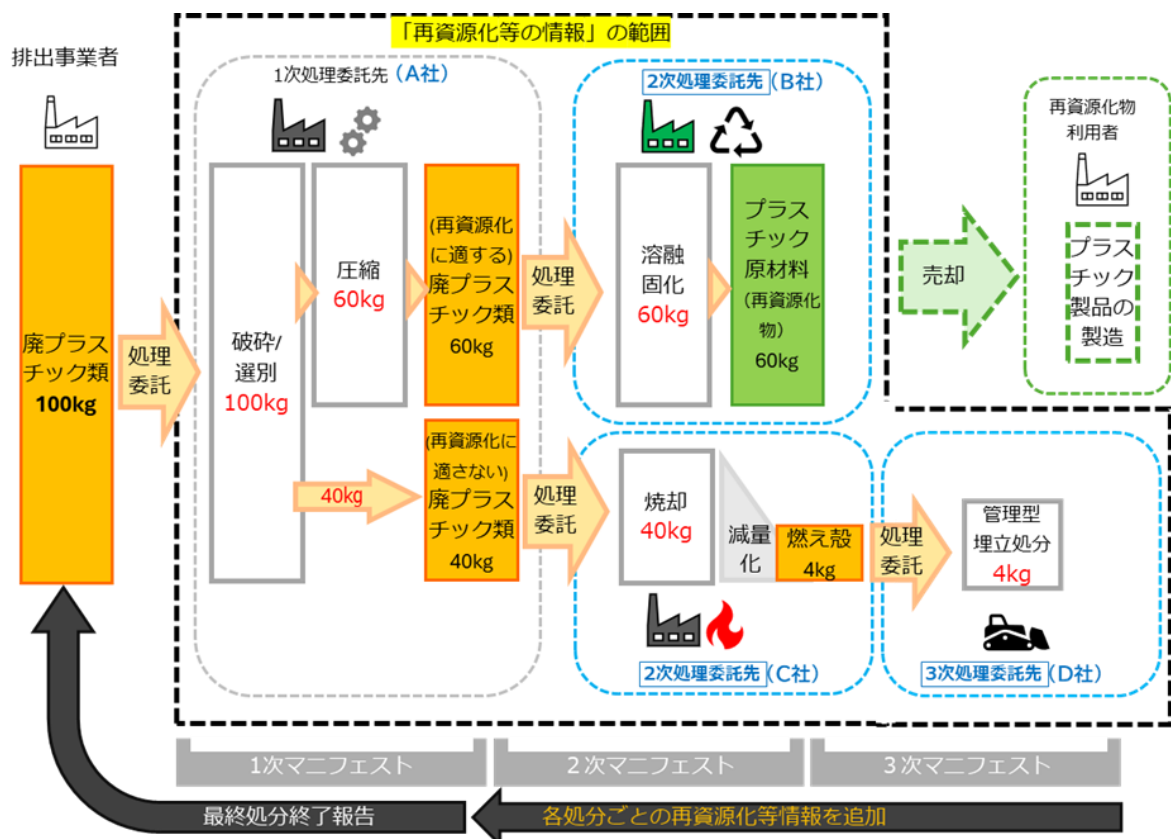 「再資源化等の情報」の範囲
排出事業者
廃プラス
チック類
100kg
処理
委託
1次処理委託先(A社)
破砕/
選別
100kg
圧縮
60kg
(再資源化
に適する)
廃プラス
チック類
60kg
40kg
(再資源化に
適さない)
廃プラス
チック類
40kg
処理
委託
2次処理委託先(B社)
溶融
固化
60kg
プラス
チック
原材料
(再資源化
物)
60kg
売却
再資源化物
利用者
プラス
チック
製品の
製造
処理
委託
焼却
40kg
減量
化
燃え殻
4kg
2次処理委託先(C社)
処理
委託
管理型
埋立処分
4kg
3次処理委託先(D社)
1次マニフェスト
2次マニフェスト
3次マニフェスト
最終処分終了報告
各処分ごとの再資源化等情報を追加